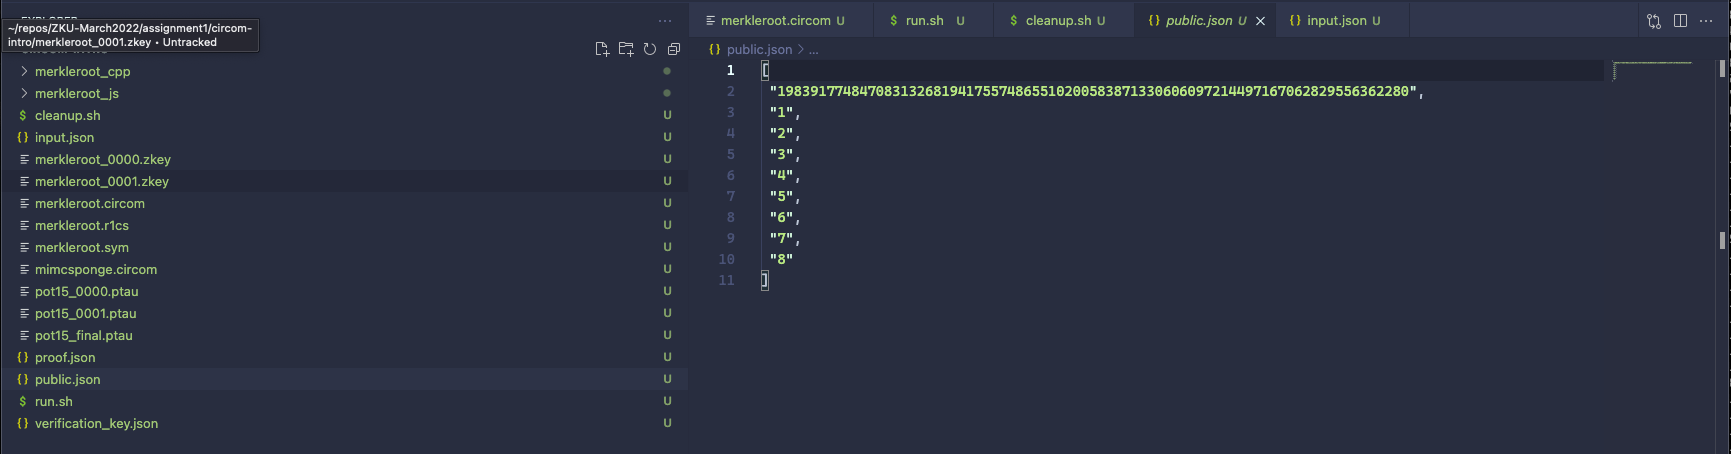 ~/repos/ZKU-March2022/assignment1/circom-
intro/merkleroot_0001.zkey • Untracked
merkleroot_cpp
merkleroot_js
$ cleanup.sh U
{} input.json U
merkleroot_0000.zkey U
merkleroot_0001.zkey U
merkleroot.circom U
merkleroot.r1cs U
merkleroot.sym U
mimcsponge.circom U
pot15_0000.ptau U
pot15_0001.ptau U
pot15_final.ptau U
{} proof.json U
{} public.json U
$ run.sh U
{} verification_key.json U
merkleroot.circom U $ run.sh U $ cleanup.sh U {} public.json U × {} input.json U
{} public.json > ...
1 [
2 "19839177484708313268194175574865510200583871330606097214497167062829556362280",
3 "1",
4 "2",
5 "3",
6 "4",
7 "5",
8 "6",
9 "7",
10 "8"
11 ]